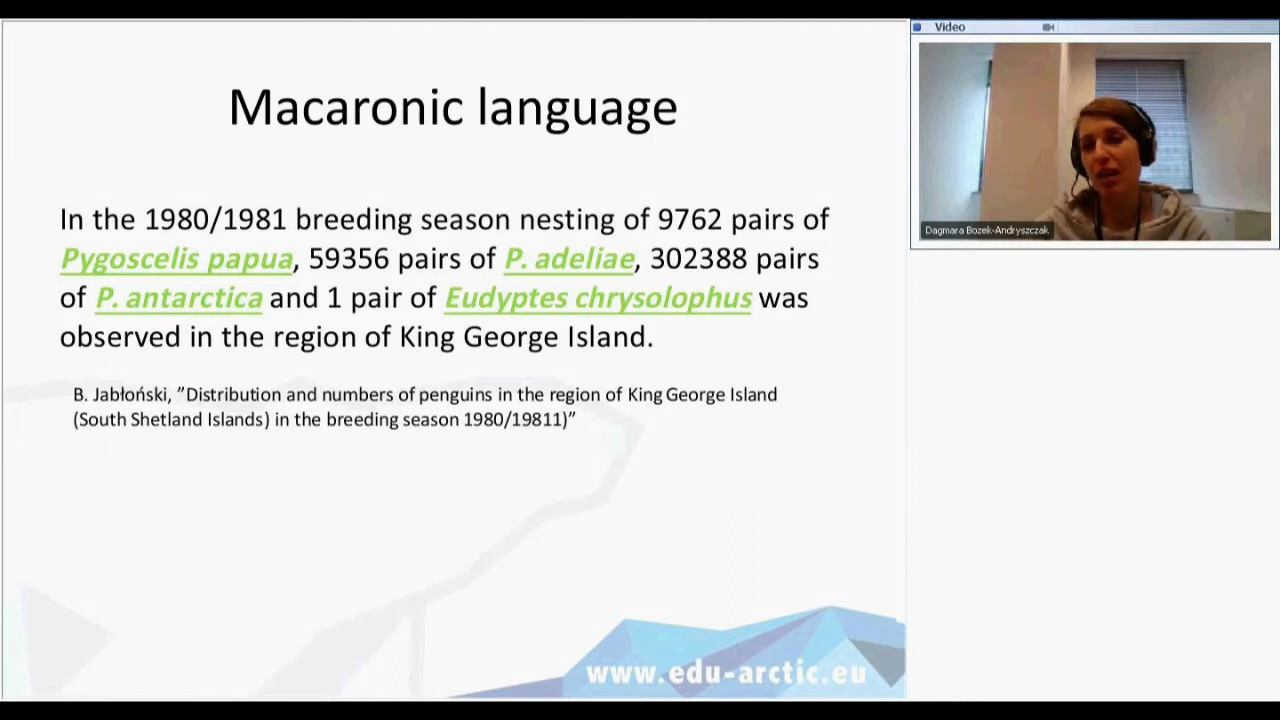 Macaronic language
In the 1980/1981 breeding season nesting of 9762 pairs of
Pygoscelis papua, 59356 pairs of P. adeliae, 302388 pairs
of P. antarctica and 1 pair of Eudyptes chrysolophus was
observed in the region of King George Island.
B. Jabłoński, ”Distribution and numbers of penguins in the region of King George Island
(South Shetland Islands) in the breeding season 1980/19811)”
www.edu-arctic.eu
Video
Dagmara Bozek-Andryszczak